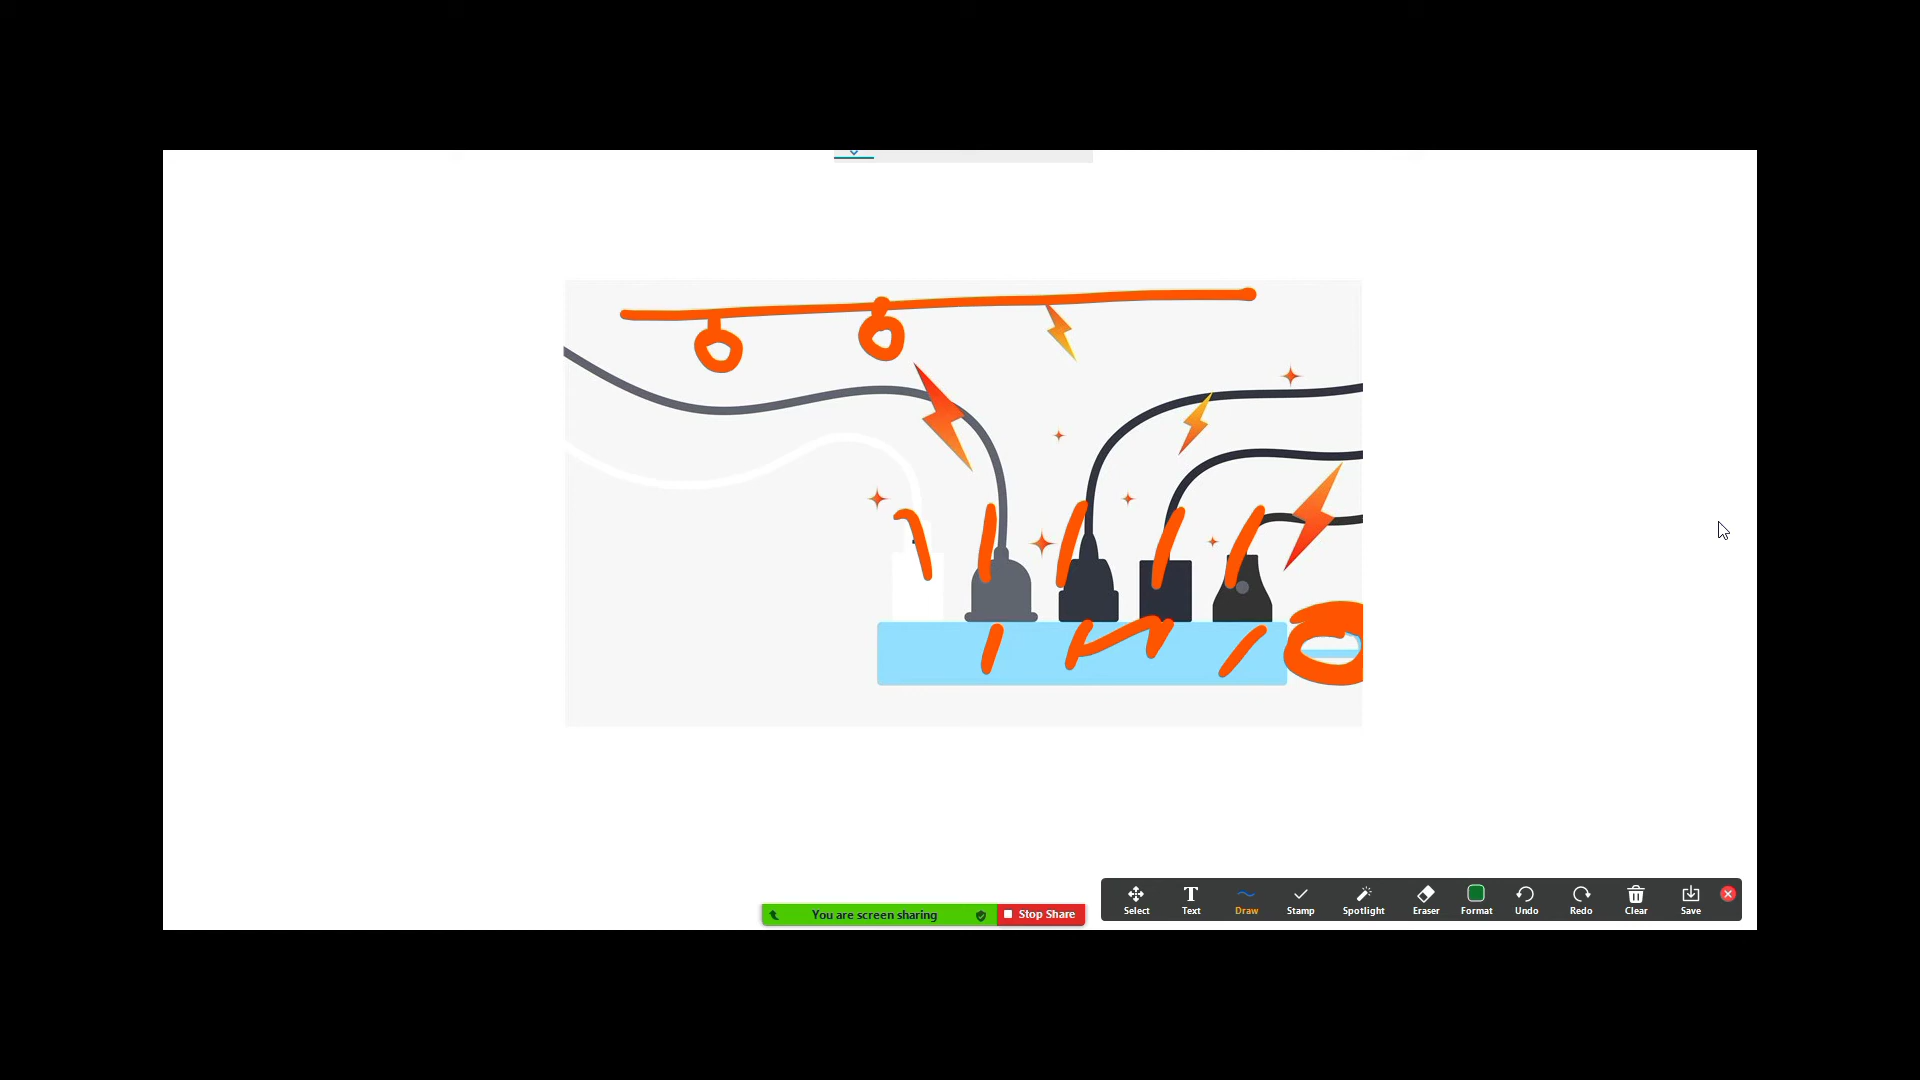 You are screen sharing
Stop Share
Select
Text
Draw
Stamp
Spotlight
Eraser
Format
Undo
Redo
Clear
Save